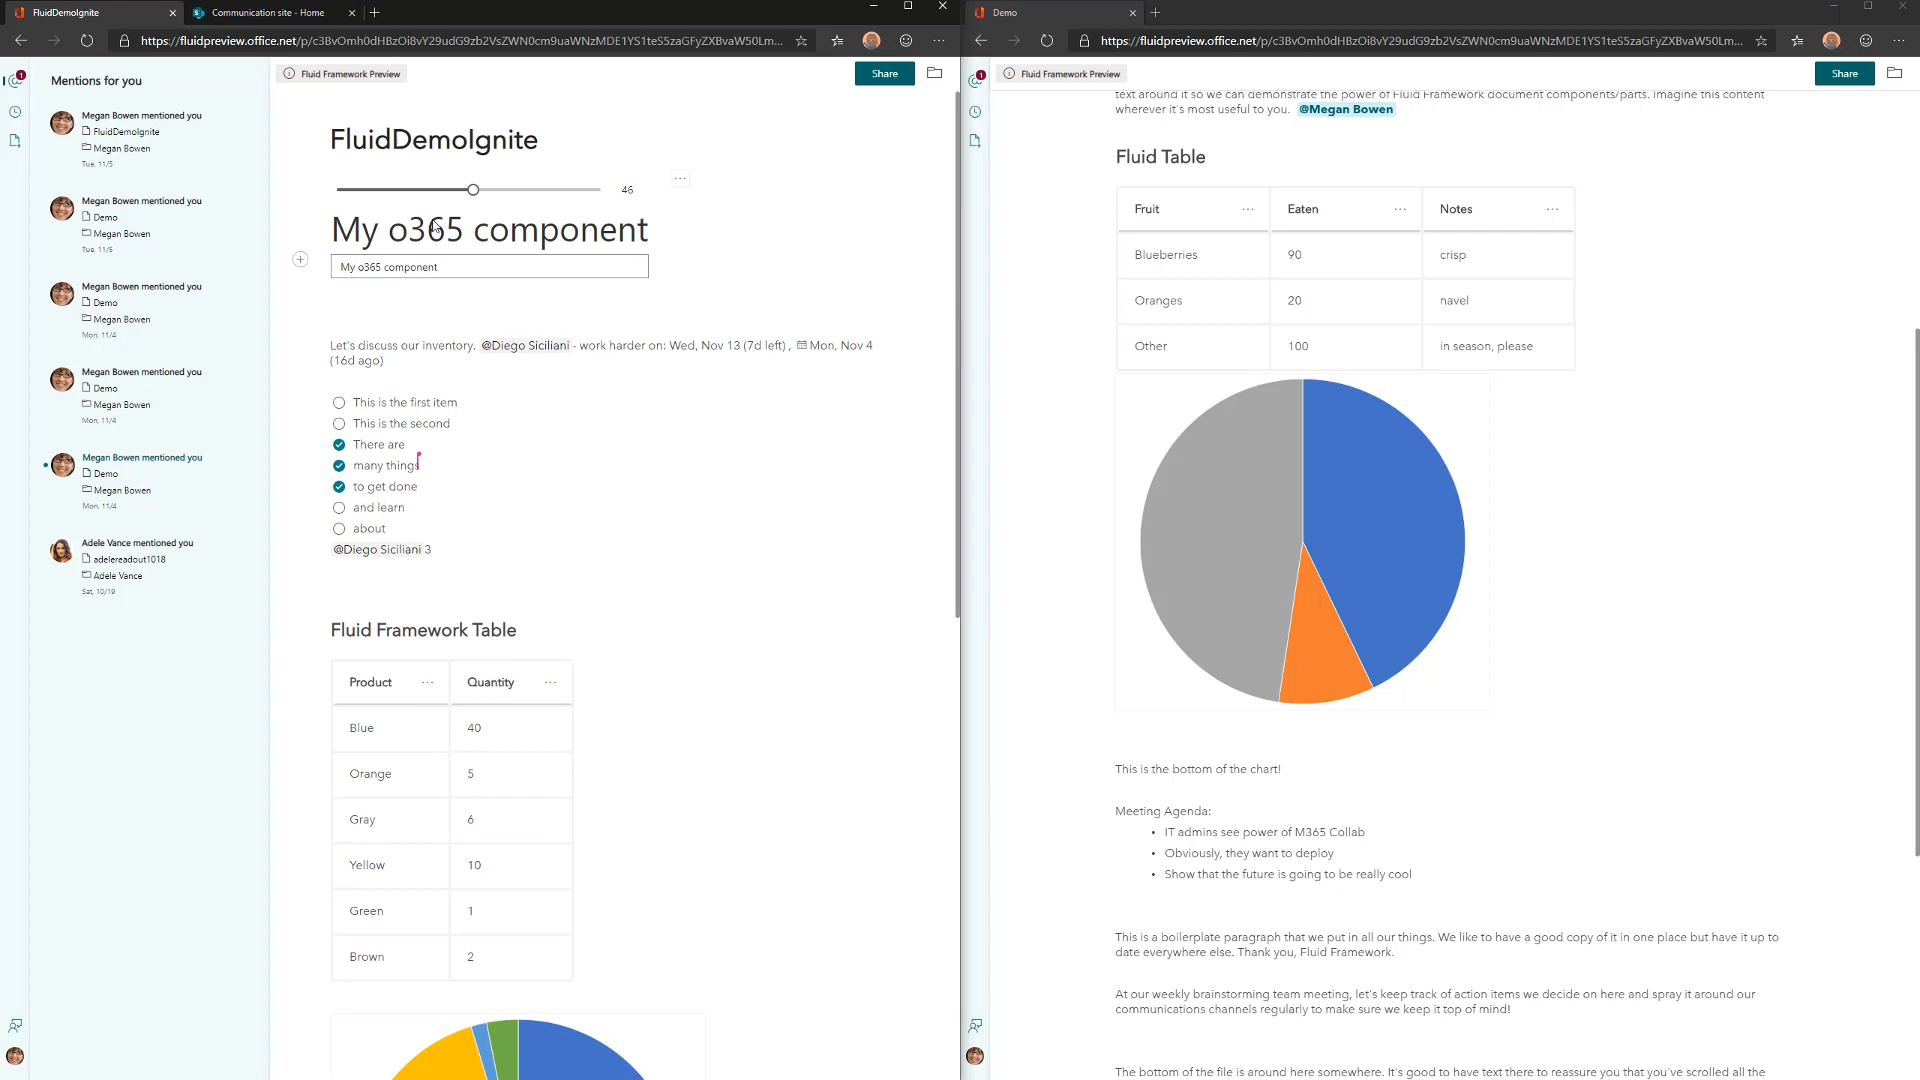 FluidDemoIgnite
Communication site - Home
https://fluidpreview.office.net/p/c3BvOmh0dHBzOi8vY29udG9zb2VsZWN0cm9uaWNzMDE1YS1teS5zaGFyZXBvaW50Lm...
1
Mentions for you
Megan Bowen mentioned you
FluidDemoIgnite
Megan Bowen
Tue, 11/5
Megan Bowen mentioned you
Demo
Megan Bowen
Tue, 11/5
Megan Bowen mentioned you
Demo
Megan Bowen
Mon, 11/4
Megan Bowen mentioned you
Demo
Megan Bowen
Mon, 11/4
Megan Bowen mentioned you
Demo
Megan Bowen
Mon, 11/4
Adele Vance mentioned you
adelereadout1018
Adele Vance
Sat, 10/19
Fluid Framework Preview
Share
FluidDemoIgnite
46
My o365 component
My o365 component
Let's discuss our inventory. @Diego Siciliani - work harder on: Wed, Nov 13 (7d left) , Mon, Nov 4
(16d ago)
This is the first item
This is the second
There are
many things
to get done
and learn
about
@Diego Siciliani 3
Fluid Framework Table
Product ... Quantity ...
Blue 40
Orange 5
Gray 6
Yellow 10
Green 1
Brown 2
Demo
https://fluidpreview.office.net/p/c3BvOmh0dHBzOi8vY29udG9zb2VsZWN0cm9uaWNzMDE1YS1teS5zaGFyZXBvaW50Lm...
1
Fluid Framework Preview
Share
text around it so we can demonstrate the power of Fluid Framework document components/parts. Imagine this content
wherever it's most useful to you. @Megan Bowen
Fluid Table
Fruit ... Eaten ... Notes ...
Blueberries 90 crisp
Oranges 20 navel
Other 100 in season, please
This is the bottom of the chart!
Meeting Agenda:
• IT admins see power of M365 Collab
• Obviously, they want to deploy
• Show that the future is going to be really cool
This is a boilerplate paragraph that we put in all our things. We like to have a good copy of it in one place but have it up to
date everywhere else. Thank you, Fluid Framework.
At our weekly brainstorming team meeting, let's keep track of action items we decide on here and spray it around our
communications channels regularly to make sure we keep it top of mind!
The bottom of the file is around here somewhere. It's good to have text there to reassure you that you've scrolled all the